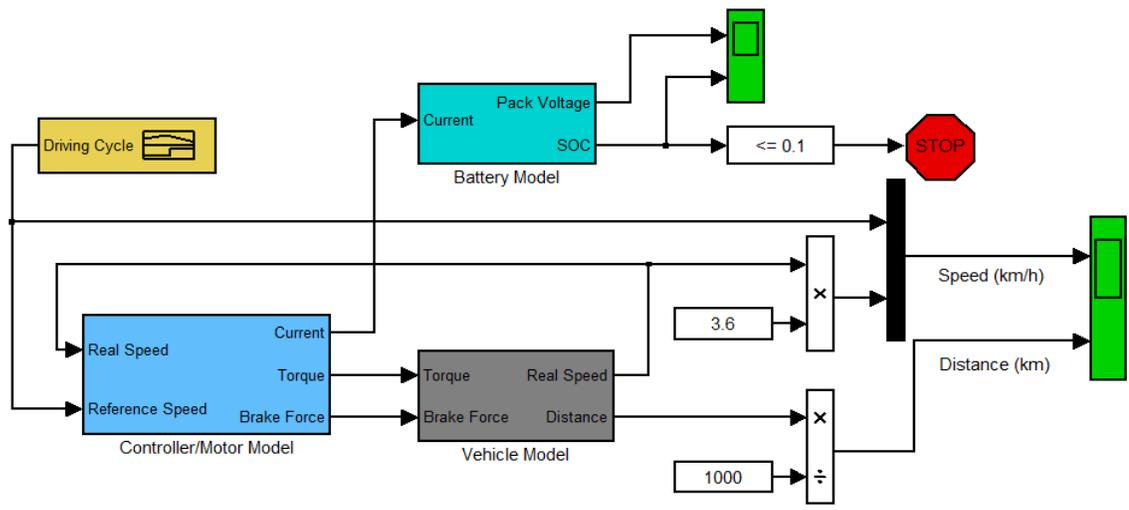 Driving Cycle
Current
Pack Voltage
SOC
Battery Model
<= 0.1
STOP
Real Speed
Reference Speed
Current
Torque
Brake Force
Controller/Motor Model
Torque
Brake Force
Real Speed
Distance
Vehicle Model
3.6
×
1000
×
÷
Speed (km/h)
Distance (km)